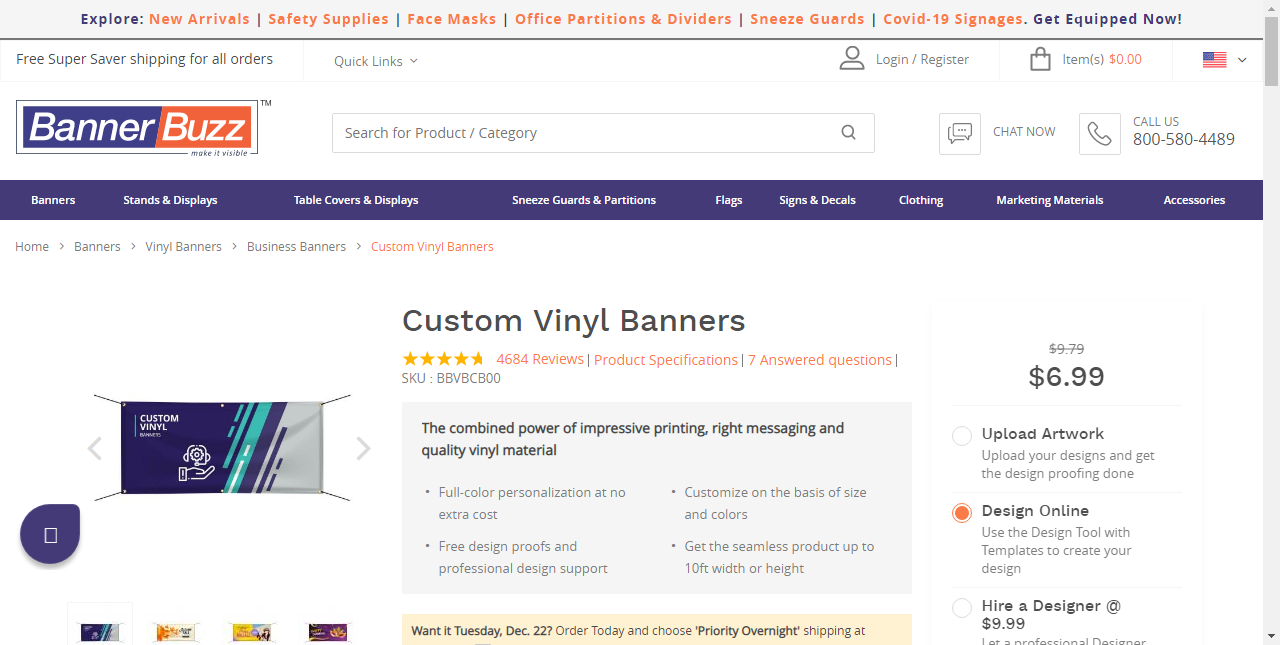 Explore: New Arrivals | Safety Supplies | Face Masks | Office Partitions & Dividers | Sneeze Guards | Covid-19 Signages. Get Equipped Now!
Free Super Saver shipping for all orders
Quick Links
Login / Register
Item(s) $0.00
Banner Buzz TM
make it visible
Search for Product / Category
CHAT NOW
CALL US
800-580-4489
Banners
Stands & Displays
Table Covers & Displays
Sneeze Guards & Partitions
Flags
Signs & Decals
Clothing
Marketing Materials
Accessories
Home > Banners > Vinyl Banners > Business Banners > Custom Vinyl Banners
CUSTOM
VINYL
BANNERS
Custom Vinyl Banners
4684 Reviews | Product Specifications | 7 Answered questions |
SKU : BBVBCB00
The combined power of impressive printing, right messaging and
quality vinyl material
• Full-color personalization at no
extra cost
• Customize on the basis of size
and colors
• Free design proofs and
professional design support
• Get the seamless product up to
10ft width or height
Want it Tuesday, Dec. 22? Order Today and choose 'Priority Overnight' shipping at
$9.79
$6.99
Upload Artwork
Upload your designs and get
the design proofing done
Design Online
Use the Design Tool with
Templates to create your
design
Hire a Designer @
$9.99
Let a professional Designer